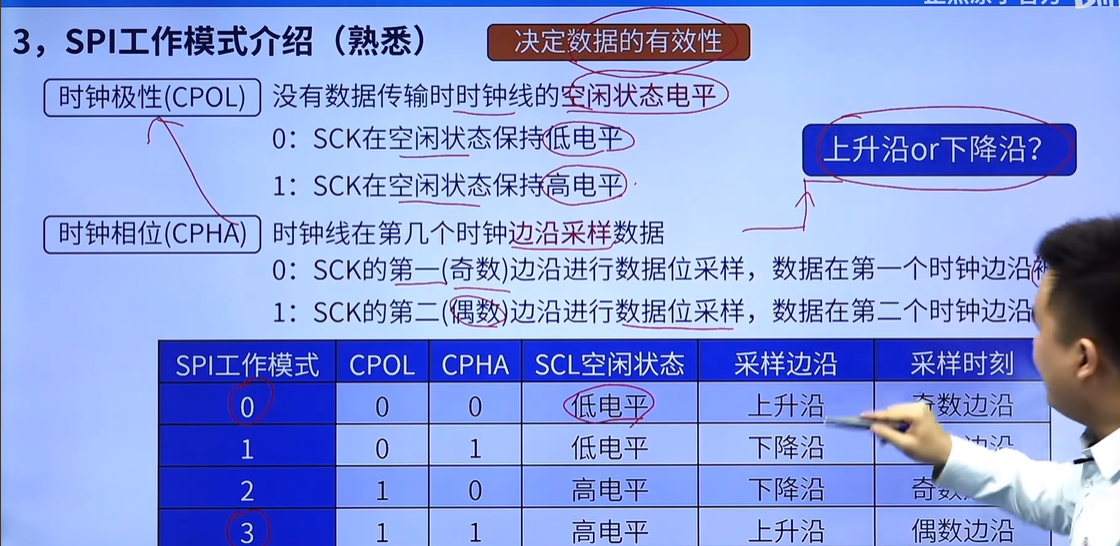 3，SPI工作模式介绍（熟悉）
决定数据的有效性
时钟极性(CPOL) 没有数据传输时时钟线的空闲状态电平
0：SCK在空闲状态保持低电平
上升沿or下降沿？
1：SCK在空闲状态保持高电平
时钟相位(CPHA) 时钟线在第几个时钟边沿采样数据
0：SCK的第一(奇数)边沿进行数据位采样，数据在第一个时钟边沿
1：SCK的第二(偶数)边沿进行数据位采样，数据在第二个时钟边沿
SPI工作模式 CPOL CPHA SCL空闲状态 采样边沿 采样时刻
0 0 0 低电平 上升沿 奇数边沿
1 0 1 低电平 下降沿 边沿
2 1 0 高电平 下降沿 奇数
3 1 1 高电平 上升沿 偶数边沿